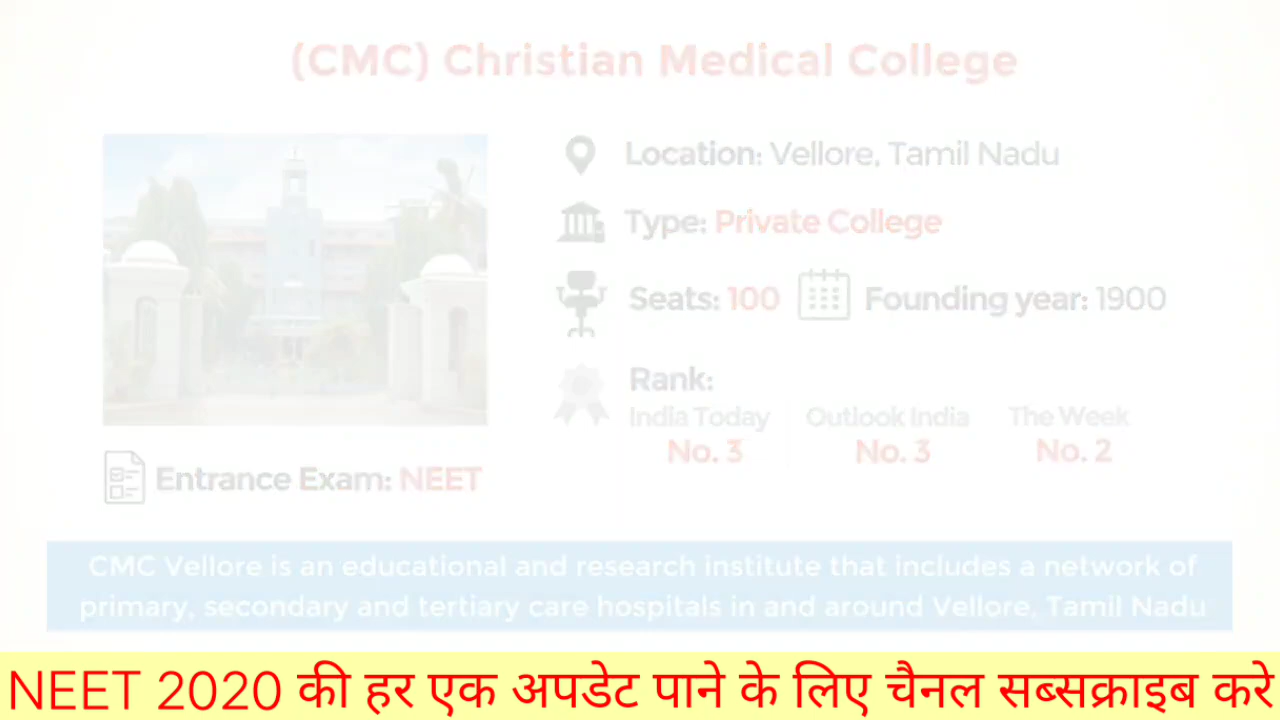 (CMC) Christian Medical College
Location: Vellore, Tamil Nadu
Type: Private College
Seats: 100
Founding year: 1900
Rank:
India Today
No. 3
Outlook India
No. 3
The Week
No. 2
Entrance Exam: NEET
CMC Vellore is an educational and research institute that includes a network of
primary, secondary and tertiary care hospitals in and around Vellore, Tamil Nadu
NEET 2020 की हर एक अपडेट पाने के लिए चैनल सब्सक्राइब करे